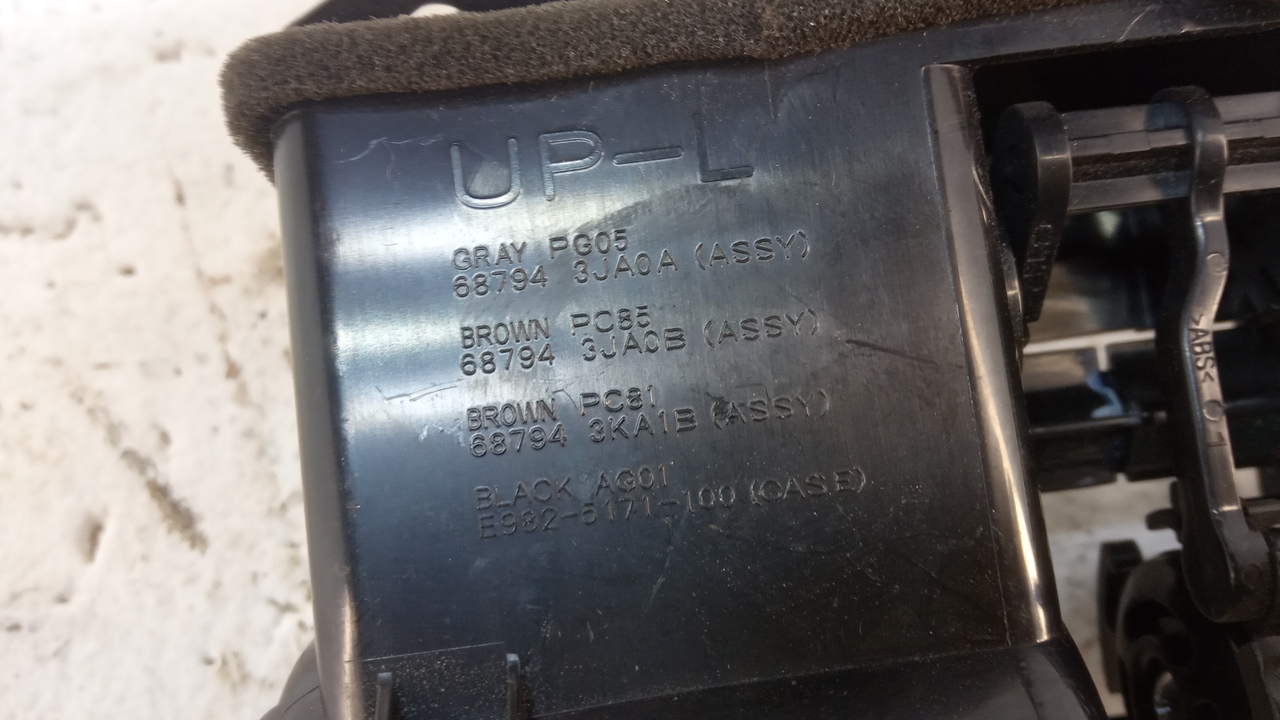 UP-L
GRAY PG05
68794 3JA0A (ASSY)
BROWN PC85
68794 3JA0B (ASSY)
BROWN PC81
68794 3KA1B (ASSY)
BLACK AG01
E982-5171-100 (CASE)
>ABS< 01